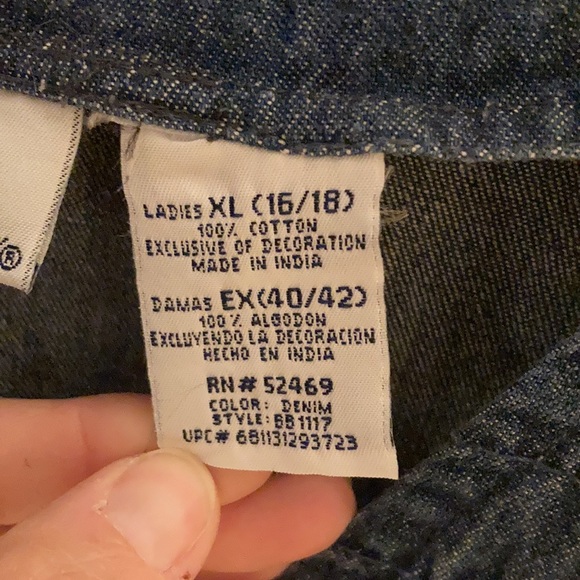 LADIES XL (16/18)
100% COTTON
EXCLUSIVE OF DECORATION
MADE IN INDIA
DAMAS EX(40/42)
100% ALGODON
EXCLUYENDO LA DECORACION
HECHO EN INDIA
RN# 52469
COLOR: DENIM
STYLE: BB1117
UPC# 681131293723
®